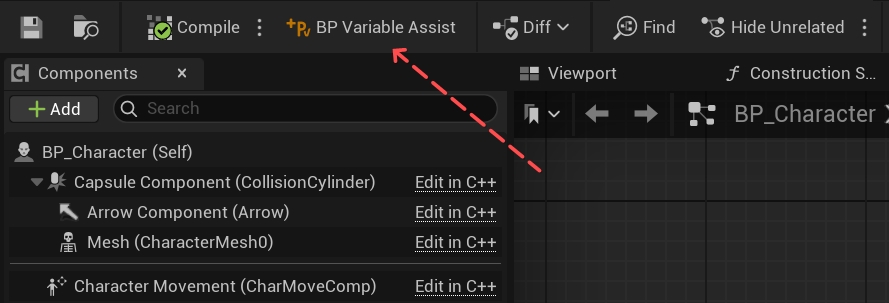 Compile
BP Variable Assist
Diff
Find
Hide Unrelated
Components
Viewport
Construction S...
Add
Search
BP_Character
BP_Character (Self)
Capsule Component (CollisionCylinder) Edit in C++
Arrow Component (Arrow) Edit in C++
Mesh (CharacterMesh0) Edit in C++
Character Movement (CharMoveComp) Edit in C++